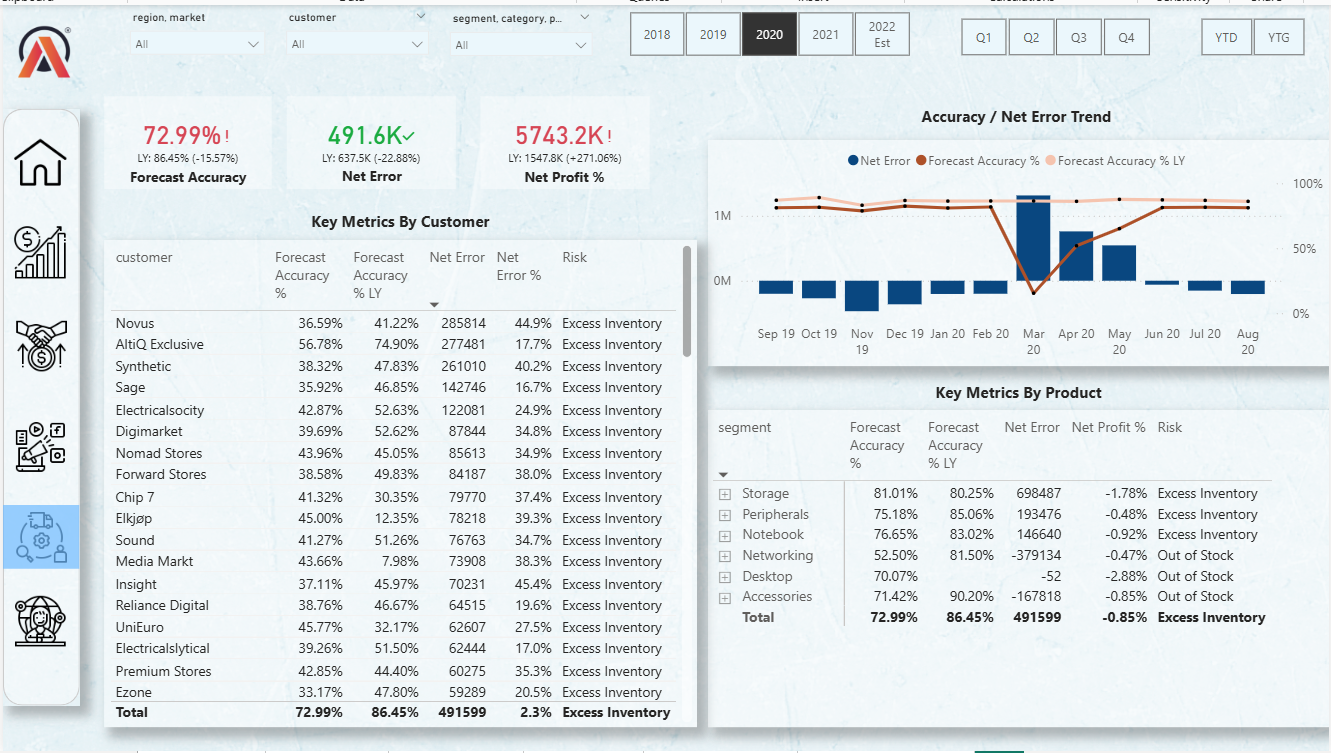 region, market
customer
segment, category, p...
All
All
All
2018
2019
2020
2021
2022
Est
Q1
Q2
Q3
Q4
YTD
YTG
72.99%!
LY: 86.45% (-15.57%)
Forecast Accuracy
491.6K
LY: 637.5K (-22.88%)
Net Error
5743.2K!
LY: 1547.8K (+271.06%)
Net Profit %
Accuracy / Net Error Trend
Net Error Forecast Accuracy % Forecast Accuracy % LY
100%
1M
50%
0M
0%
Sep 19 Oct 19 Nov 19 Dec 19 Jan 20 Feb 20 Mar 20 Apr 20 May 20 Jun 20 Jul 20 Aug 20
Key Metrics By Customer
customer Forecast Accuracy % Forecast Accuracy % LY Net Error Net Error % Risk
Novus 36.59% 41.22% 285814 44.9% Excess Inventory
AltiQ Exclusive 56.78% 74.90% 277481 17.7% Excess Inventory
Synthetic 38.32% 47.83% 261010 40.2% Excess Inventory
Sage 35.92% 46.85% 142746 16.7% Excess Inventory
Electricalsocity 42.87% 52.63% 122081 24.9% Excess Inventory
Digimarket 39.69% 52.62% 87844 34.8% Excess Inventory
Nomad Stores 43.96% 45.05% 85613 34.9% Excess Inventory
Forward Stores 38.58% 49.83% 84187 38.0% Excess Inventory
Chip 7 41.32% 30.35% 79770 37.4% Excess Inventory
Elkjøp 45.00% 12.35% 78218 39.3% Excess Inventory
Sound 41.27% 51.26% 76763 34.7% Excess Inventory
Media Markt 43.66% 7.98% 73908 38.3% Excess Inventory
Insight 37.11% 45.97% 70231 45.4% Excess Inventory
Reliance Digital 38.76% 46.67% 64515 19.6% Excess Inventory
UniEuro 45.77% 32.17% 62607 27.5% Excess Inventory
Electricalslytical 39.26% 51.50% 62444 17.0% Excess Inventory
Premium Stores 42.85% 44.40% 60275 35.3% Excess Inventory
Ezone 33.17% 47.80% 59289 20.5% Excess Inventory
Total 72.99% 86.45% 491599 2.3% Excess Inventory
Key Metrics By Product
segment Forecast Accuracy % Forecast Accuracy % LY Net Error Net Profit % Risk
Storage 81.01% 80.25% 698487 -1.78% Excess Inventory
Peripherals 75.18% 85.06% 193476 -0.48% Excess Inventory
Notebook 76.65% 83.02% 146640 -0.92% Excess Inventory
Networking 52.50% 81.50% -379134 -0.47% Out of Stock
Desktop 70.07% -52 -2.88% Out of Stock
Accessories 71.42% 90.20% -167818 -0.85% Out of Stock
Total 72.99% 86.45% 491599 -0.85% Excess Inventory